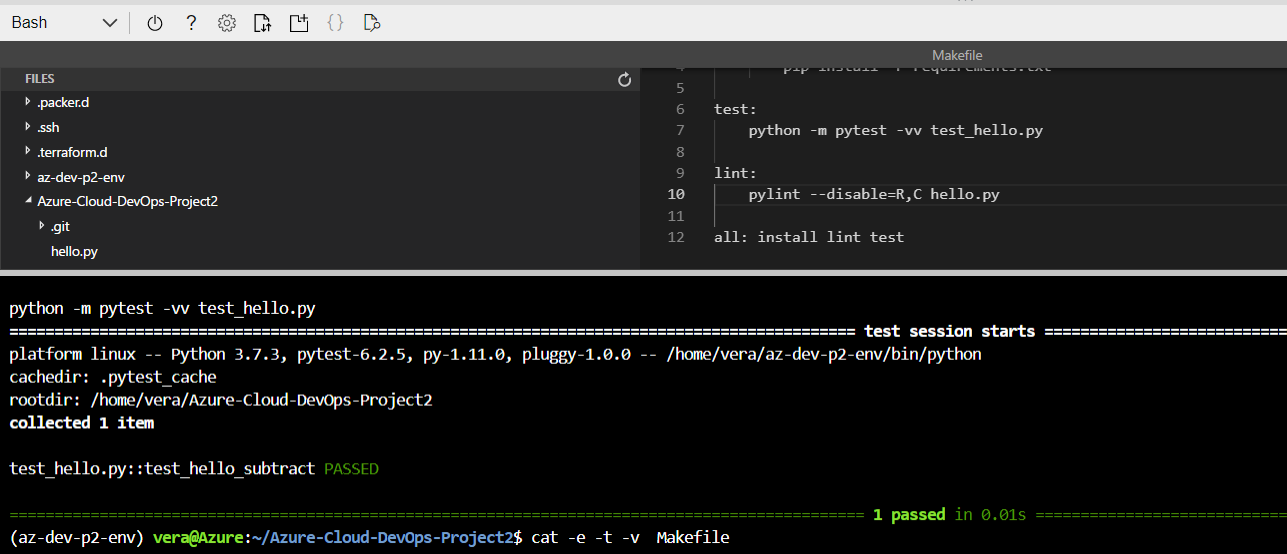 Bash
Makefile
FILES
.packer.d
.ssh
.terraform.d
az-dev-p2-env
Azure-Cloud-DevOps-Project2
.git
hello.py
4 pip install -r requirements.txt
5
6 test:
7 python -m pytest -vv test_hello.py
8
9 lint:
10 pylint --disable=R,C hello.py
11
12 all: install lint test
python -m pytest -vv test_hello.py
============================================================================================== test session starts ===========================
platform linux -- Python 3.7.3, pytest-6.2.5, py-1.11.0, pluggy-1.0.0 -- /home/vera/az-dev-p2-env/bin/python
cachedir: .pytest_cache
rootdir: /home/vera/Azure-Cloud-DevOps-Project2
collected 1 item
test_hello.py::test_hello_subtract PASSED
=============================================================================================== 1 passed in 0.01s ============================
(az-dev-p2-env) vera@Azure:~/Azure-Cloud-DevOps-Project2$ cat -e -t -v  Makefile